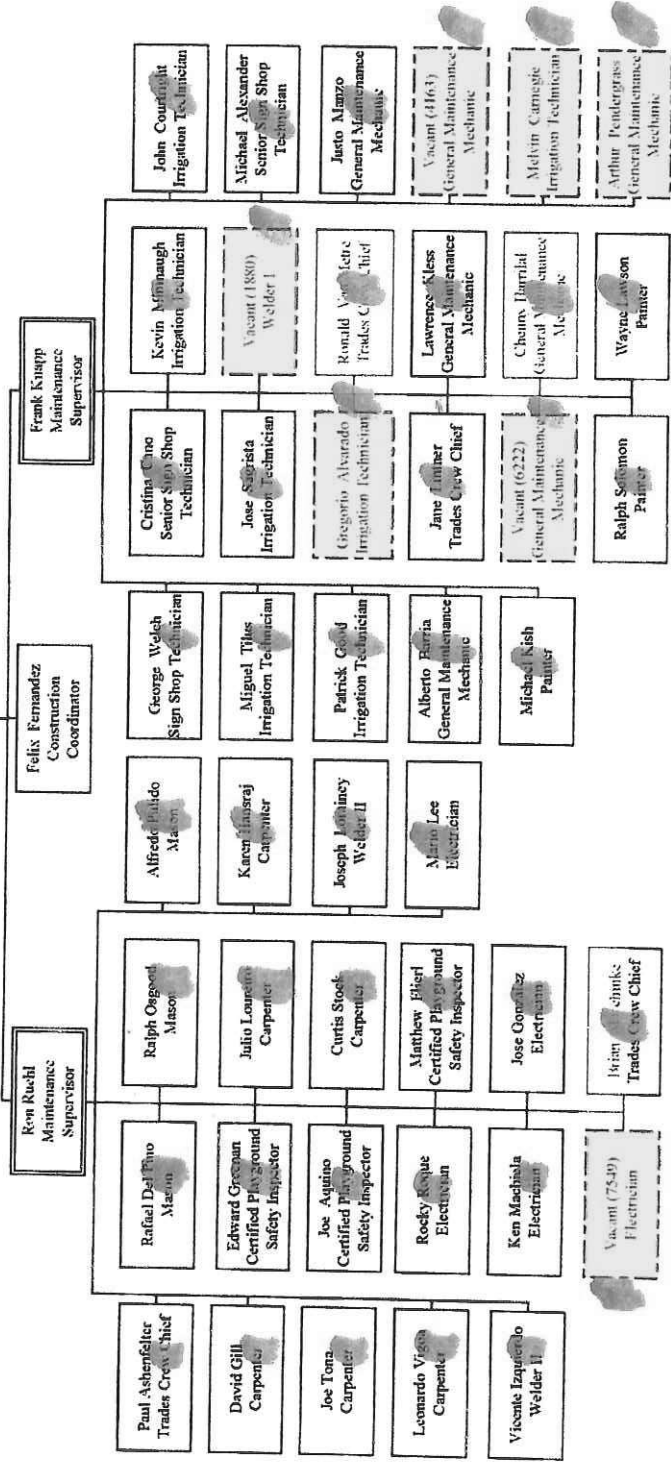 Ron Ruehl
Maintenance
Supervisor
Felix Fernandez
Construction
Coordinator
Frank Knapp
Maintenance
Supervisor
Paul Ashenfelter
Trades Crew Chief
David Gill
Carpenter
Joe Tona
Carpenter
Leonardo Vigoa
Carpenter
Vicente Izquierdo
Welder II
Rafael Del Pino
Mason
Edward Greenan
Certified Playground
Safety Inspector
Joe Aquino
Certified Playground
Safety Inspector
Rocky Roque
Electrician
Ken Machiela
Electrician
Vacant (7549)
Electrician
Ralph Osgood
Mason
Julio Loureiro
Carpenter
Curtis Stock
Carpenter
Matthew
Certified Playground
Safety Inspector
Jose Gonzalez
Electrician
Brian
Trades Crew Chief
Alfredo Pulido
Mason
Karen Hansraj
Carpenter
Joseph
Welder II
Mario Lee
Electrician
George Welch
Sign Shop Technician
Miguel
Irrigation Technician
Patrick Good
Irrigation Technician
Alberto Barria
General Maintenance
Mechanic
Michael Kish
Painter
Cristina Cano
Senior Sign Shop
Technician
Jose Sagrista
Irrigation Technician
Gregorio Alvarado
Irrigation Technician
Jane
Trades Crew Chief
Vacant (6222)
General Maintenance
Mechanic
Ralph Solomon
Painter
Kevin Mimnaugh
Irrigation Technician
Vacant (1880)
Welder I
Ronald Van Metre
Trades Crew Chief
Lawrence Kless
General Maintenance
Mechanic
General Maintenance
Mechanic
Wayne Lawson
Painter
John Courtright
Irrigation Technician
Michael Alexander
Senior Sign Shop
Technician
Justo Manzo
General Maintenance
Mechanic
Vacant (4163)
General Maintenance
Mechanic
Melvin Carnegie
Irrigation Technician
Arthur Pendergrass
General Maintenance
Mechanic